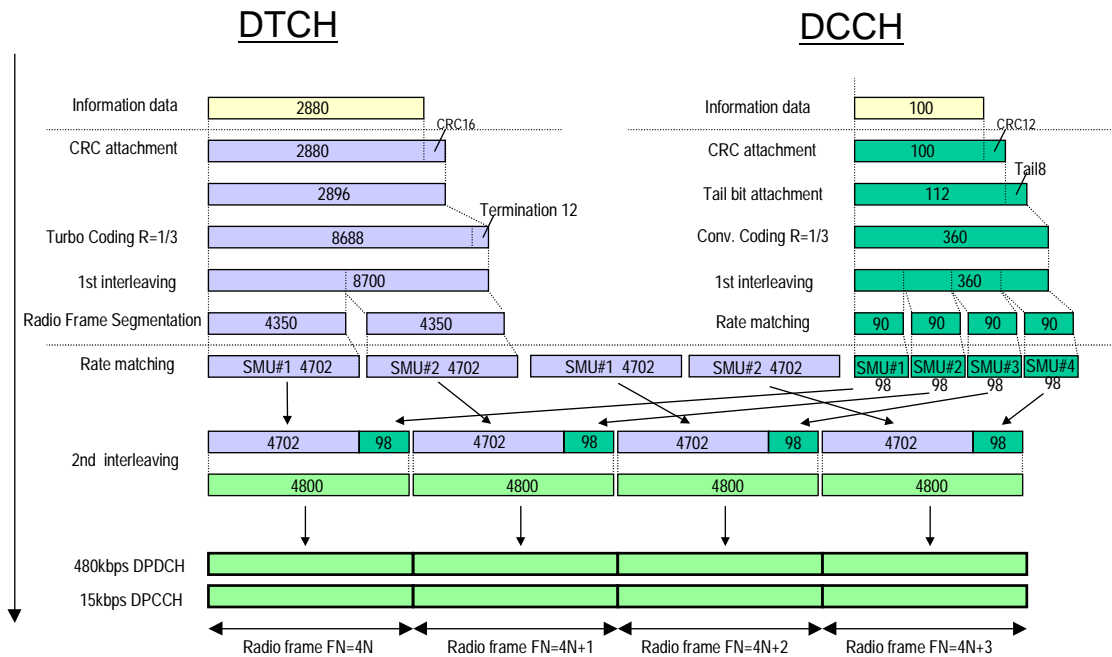 DTCH DCCH
Information data 2880 Information data 100
CRC16 CRC12
CRC attachment 2880 CRC attachment 100
Tail8
2896 Tail bit attachment 112
Termination 12
Turbo Coding R=1/3 8688 Conv. Coding R=1/3 360
1st interleaving 8700 1st interleaving 360
Radio Frame Segmentation 4350 4350 Rate matching 90 90 90 90
Rate matching SMU#1 4702 SMU#2 4702 SMU#1 4702 SMU#2 4702 SMU#1 SMU#2 SMU#3 SMU#4
98 98 98 98
4702 98 4702 98 4702 98 4702 98
2nd interleaving
4800 4800 4800 4800
480kbps DPDCH
15kbps DPCCH
Radio frame FN=4N Radio frame FN=4N+1 Radio frame FN=4N+2 Radio frame FN=4N+3